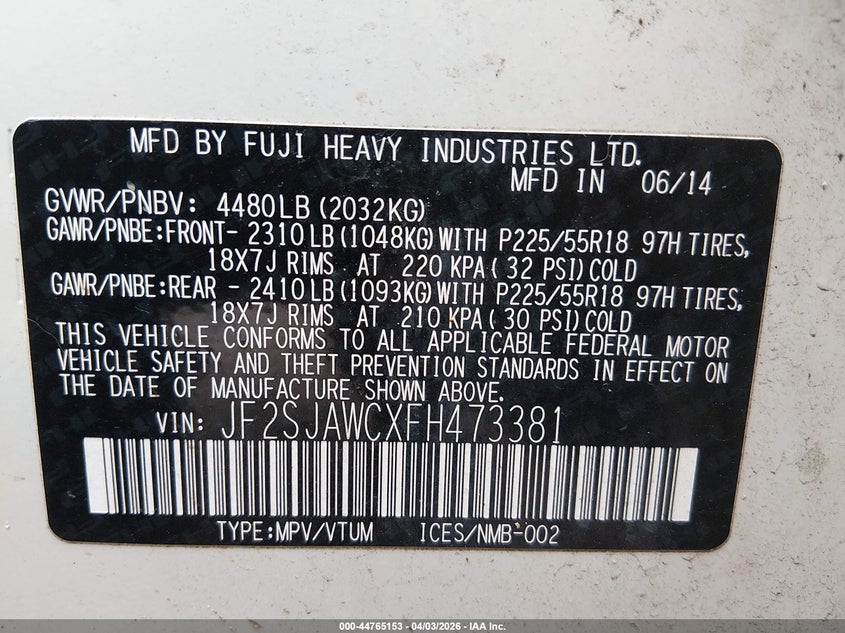 MFD BY FUJI HEAVY INDUSTRIES LTD.
MFD IN 06/14
GVWR/PNBV: 4480LB (2032KG)
GAWR/PNBE:FRONT- 2310LB (1048KG) WITH P225/55R18 97H TIRES,
18X7J RIMS AT 220 KPA ( 32 PSI) COLD
GAWR/PNBE:REAR - 2410LB (1093KG) WITH P225/55R18 97H TIRES,
18X7J RIMS AT 210 KPA ( 30 PSI) COLD
THIS VEHICLE CONFORMS TO ALL APPLICABLE FEDERAL MOTOR
VEHICLE SAFETY AND THEFT PREVENTION STANDARDS IN EFFECT ON
THE DATE OF MANUFACTURE SHOWN ABOVE.
VIN: JF2SJAWCXFH473381
TYPE:MPV/VTUM ICES/NMB-002
000-44765153 - 04/03/2026 - IAA Inc.